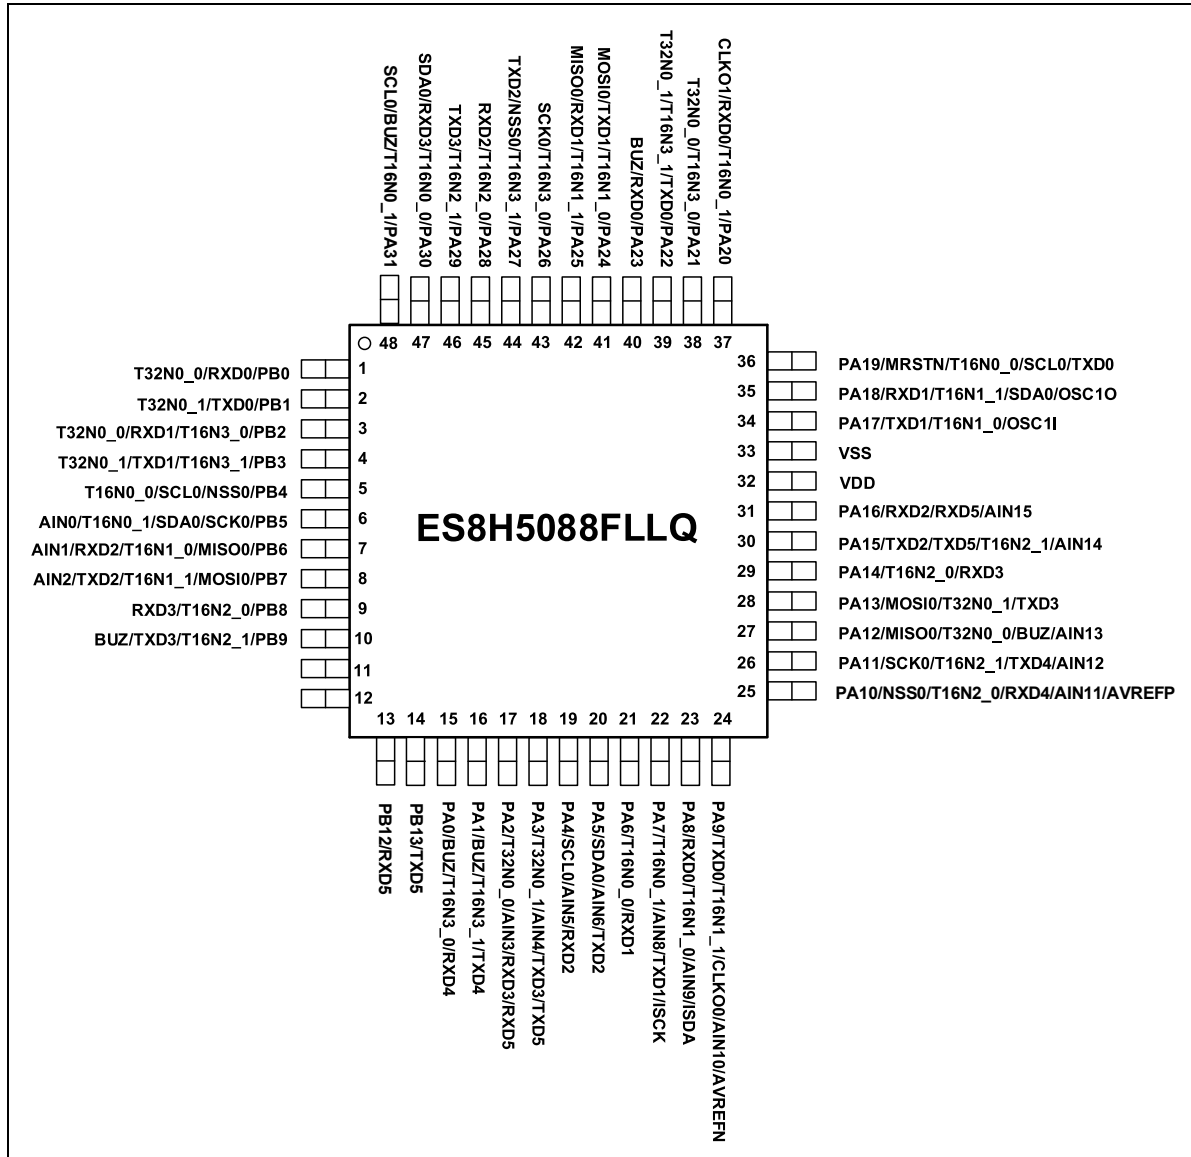 SCL0/BUZ/T16N0_1/PA31
SDA0/RXD3/T16N0_0/PA30
TXD3/T16N2_1/PA29
RXD2/T16N2_0/PA28
TXD2/NSS0/T16N3_1/PA27
SCK0/T16N3_0/PA26
MISO0/RXD1/T16N1_1/PA25
MOSI0/TXD1/T16N1_0/PA24
BUZ/RXD0/PA23
T32N0_1/T16N3_1/TXD0/PA22
T32N0_0/T16N3_0/PA21
CLKO1/RXD0/T16N0_1/PA20
48 47 46 45 44 43 42 41 40 39 38 37
T32N0_0/RXD0/PB0 1
T32N0_1/TXD0/PB1 2
T32N0_0/RXD1/T16N3_0/PB2 3
T32N0_1/TXD1/T16N3_1/PB3 4
T16N0_0/SCL0/NSS0/PB4 5
AIN0/T16N0_1/SDA0/SCK0/PB5 6
AIN1/RXD2/T16N1_0/MISO0/PB6 7
AIN2/TXD2/T16N1_1/MOSI0/PB7 8
RXD3/T16N2_0/PB8 9
BUZ/TXD3/T16N2_1/PB9 10
11
12
ES8H5088FLLQ
36 PA19/MRSTN/T16N0_0/SCL0/TXD0
35 PA18/RXD1/T16N1_1/SDA0/OSC1O
34 PA17/TXD1/T16N1_0/OSC1I
33 VSS
32 VDD
31 PA16/RXD2/RXD5/AIN15
30 PA15/TXD2/TXD5/T16N2_1/AIN14
29 PA14/T16N2_0/RXD3
28 PA13/MOSI0/T32N0_1/TXD3
27 PA12/MISO0/T32N0_0/BUZ/AIN13
26 PA11/SCK0/T16N2_1/TXD4/AIN12
25 PA10/NSS0/T16N2_0/RXD4/AIN11/AVREFP
13 14 15 16 17 18 19 20 21 22 23 24
PB12/RXD5
PB13/TXD5
PA0/BUZ/T16N3_0/RXD4
PA1/BUZ/T16N3_1/TXD4
PA2/T32N0_0/AIN3/RXD3/RXD5
PA3/T32N0_1/AIN4/TXD3/TXD5
PA4/SCL0/AIN5/RXD2
PA5/SDA0/AIN6/TXD2
PA6/T16N0_0/RXD1
PA7/T16N0_1/AIN8/TXD1/ISCK
PA8/RXD0/T16N1_0/AIN9/ISDA
PA9/TXD0/T16N1_1/CLKO0/AIN10/AVREFN